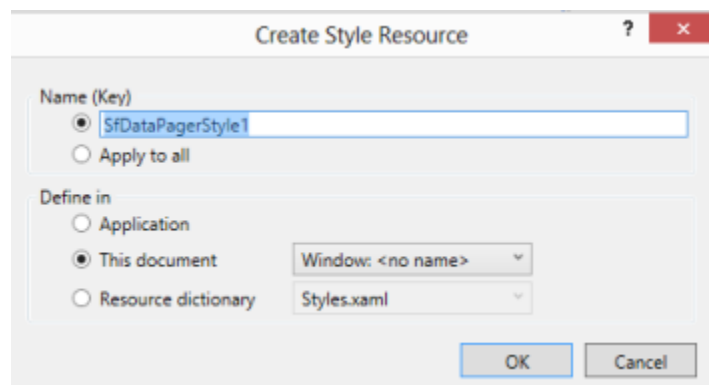 Create Style Resource ?
Name (Key)
SfDataPagerStyle1
Apply to all
Define in
Application
This document Window: <no name>
Resource dictionary Styles.xaml
OK Cancel